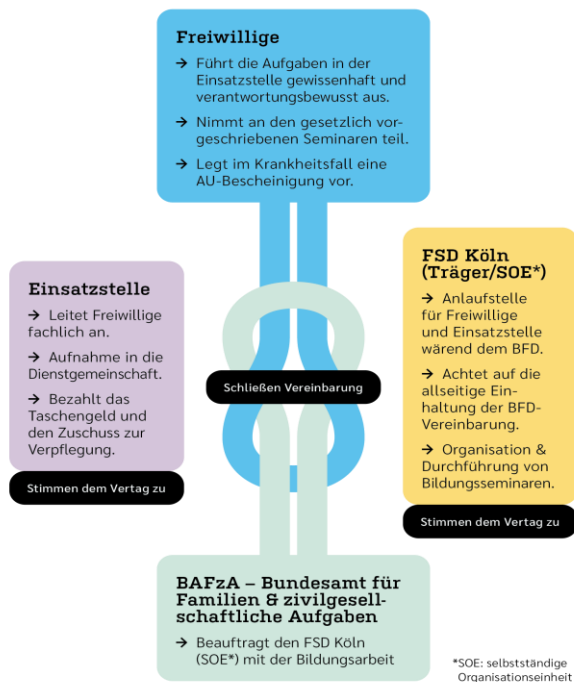 Freiwillige
→ Führt die Aufgaben in der
Einsatzstelle gewissenhaft und
verantwortungsbewusst aus.
→ Nimmt an den gesetzlich vor-
geschriebenen Seminaren teil.
→ Legt im Krankheitsfall eine
AU-Bescheinigung vor.
Einsatzstelle
→ Leitet Freiwillige
fachlich an.
→ Aufnahme in die
Dienstgemeinschaft.
→ Bezahlt das
Taschengeld und
den Zuschuss zur
Verpflegung.
Stimmen dem Vertag zu
Schließen Vereinbarung
FSD Köln
(Träger/SOE*)
→ Anlaufstelle
für Freiwillige
und Einsatzstelle
wärend dem BFD.
→ Achtet auf die
allseitige Ein-
haltung der BFD-
Vereinbarung.
→ Organisation &
Durchführung von
Bildungsseminaren.
Stimmen dem Vertag zu
BAFzA – Bundesamt für
Familien & zivilgesell-
schaftliche Aufgaben
→ Beauftragt den FSD Köln
(SOE*) mit der Bildungsarbeit
*SOE: selbstständige
Organisationseinheit